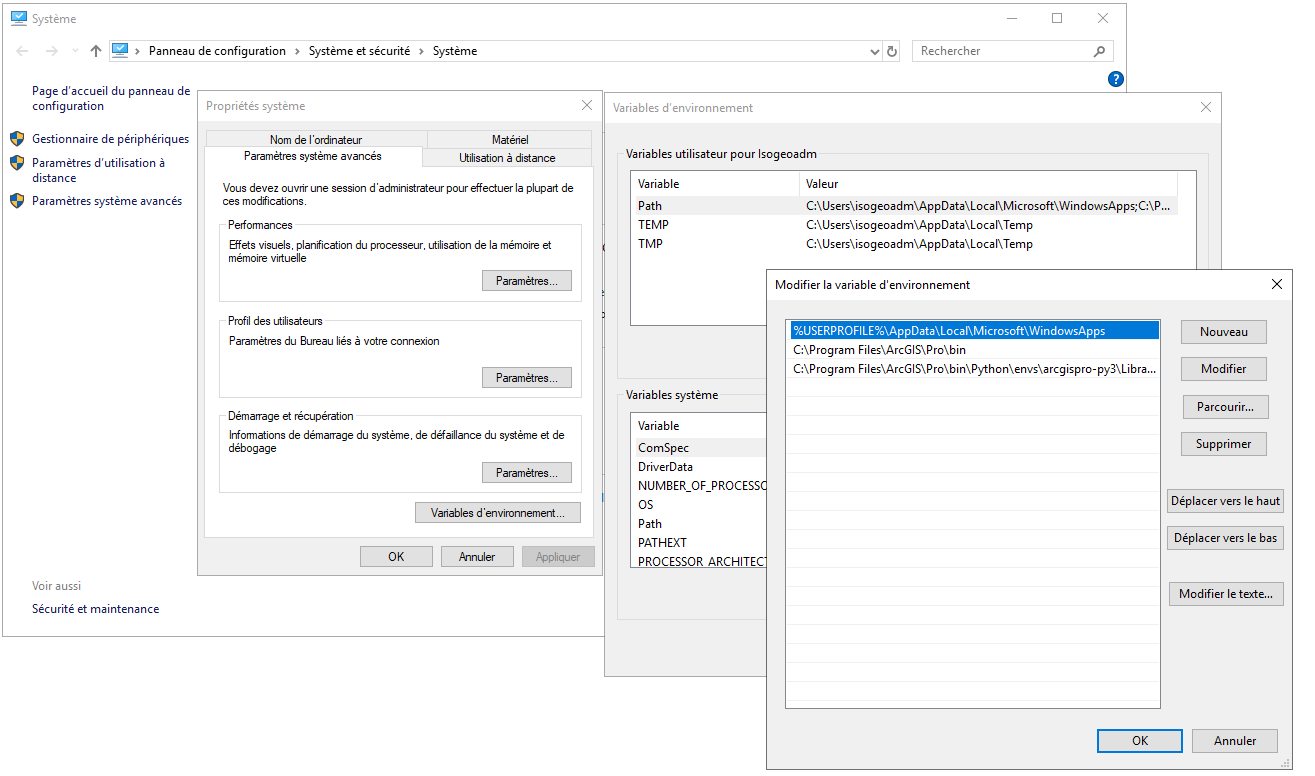 Système
Panneau de configuration > Système et sécurité > Système
Rechercher
Page d'accueil du panneau de
configuration
Gestionnaire de périphériques
Paramètres d'utilisation à
distance
Paramètres système avancés
Voir aussi
Sécurité et maintenance
Propriétés système
Nom de l'ordinateur
Matériel
Paramètres système avancés
Utilisation à distance
Vous devez ouvrir une session d'administrateur pour effectuer la plupart de
ces modifications.
Performances
Effets visuels, planification du processeur, utilisation de la mémoire et
mémoire virtuelle
Paramètres...
Profil des utilisateurs
Paramètres du Bureau liés à votre connexion
Paramètres...
Démarrage et récupération
Informations de démarrage du système, de défaillance du système et de
débogage
Paramètres...
Variables d'environnement...
OK
Annuler
Appliquer
Variables d'environnement
Variables utilisateur pour Isogeoadm
Variable Valeur
Path C:\Users\isogeoadm\AppData\Local\Microsoft\WindowsApps;C:\P...
TEMP C:\Users\isogeoadm\AppData\Local\Temp
TMP C:\Users\isogeoadm\AppData\Local\Temp
Variables système
Variable
ComSpec
DriverData
NUMBER_OF_PROCESSO
OS
Path
PATHEXT
PROCESSOR_ARCHITECT
Modifier la variable d'environnement
%USERPROFILE%\AppData\Local\Microsoft\WindowsApps
C:\Program Files\ArcGIS\Pro\bin
C:\Program Files\ArcGIS\Pro\bin\Python\envs\arcgispro-py3\Libra...
Nouveau
Modifier
Parcourir...
Supprimer
Déplacer vers le haut
Déplacer vers le bas
Modifier le texte...
OK
Annuler